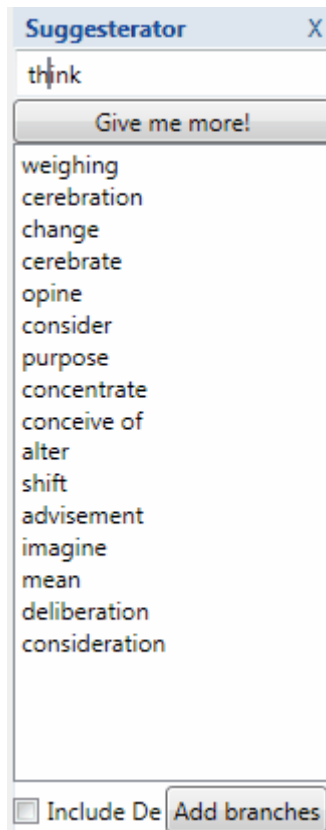 Suggesterator X
think
Give me more!
weighing
cerebration
change
cerebrate
opine
consider
purpose
concentrate
conceive of
alter
shift
advisement
imagine
mean
deliberation
consideration
Include De Add branches